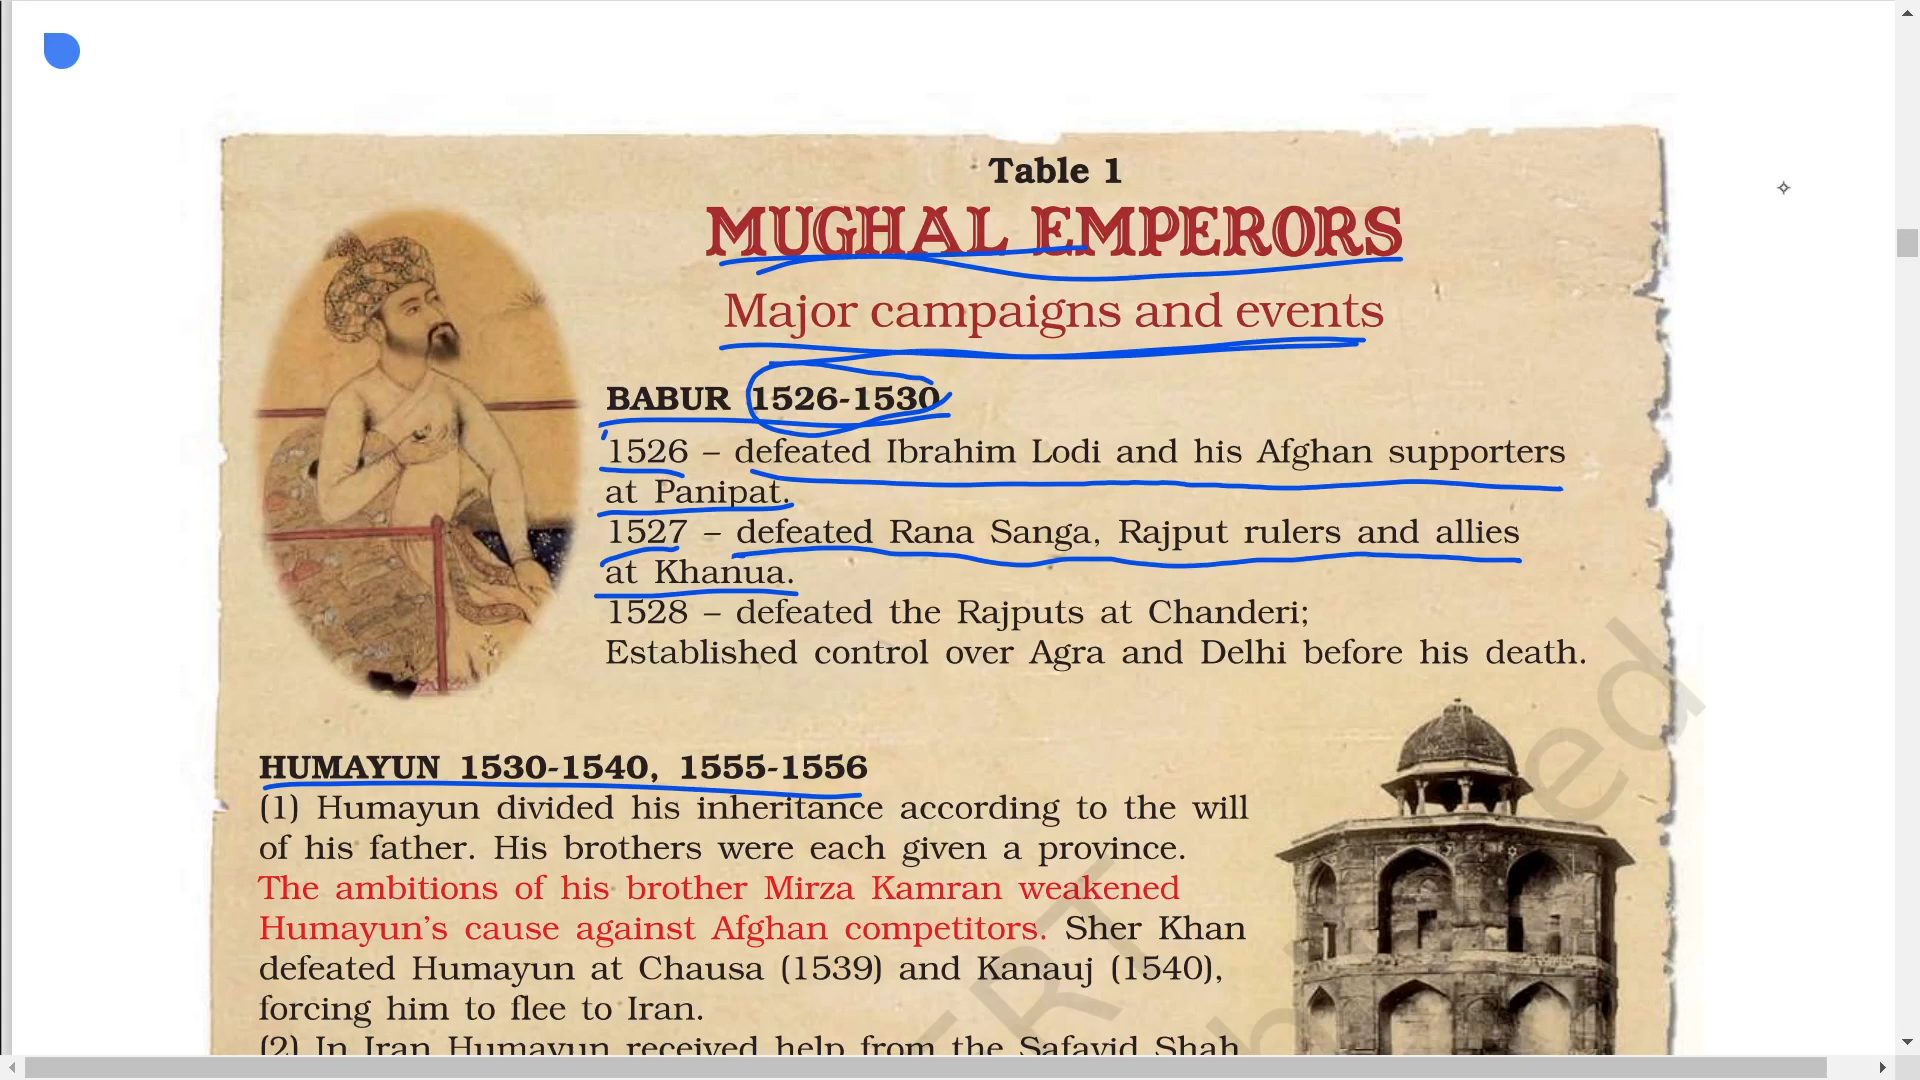 Table 1
MUGHAL EMPERORS
Major campaigns and events
BABUR 1526-1530
1526 – defeated Ibrahim Lodi and his Afghan supporters
at Panipat.
1527 – defeated Rana Sanga, Rajput rulers and allies
at Khanua.
1528 – defeated the Rajputs at Chanderi;
Established control over Agra and Delhi before his death.
HUMAYUN 1530-1540, 1555-1556
(1) Humayun divided his inheritance according to the will
of his father. His brothers were each given a province.
The ambitions of his brother Mirza Kamran weakened
Humayun's cause against Afghan competitors. Sher Khan
defeated Humayun at Chausa (1539) and Kanauj (1540),
forcing him to flee to Iran.
(2) In Iran Humayun received help from the Safavid Shah.